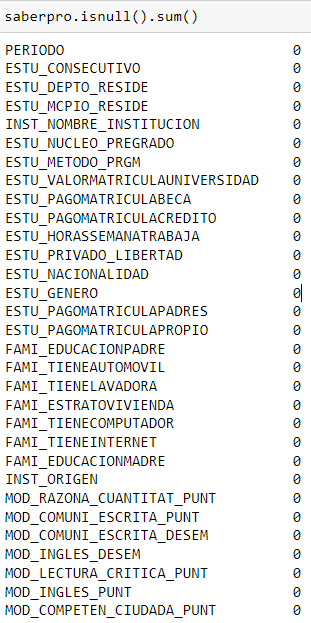 saberpro.isnull().sum()
PERIODO 0
ESTU_CONSECUTIVO 0
ESTU_DEPTO_RESIDE 0
ESTU_MCPIO_RESIDE 0
INST_NOMBRE_INSTITUCION 0
ESTU_NUCLEO_PREGRADO 0
ESTU_METODO_PRGM 0
ESTU_VALORMATRICULAUNIVERSIDAD 0
ESTU_PAGOMATRICULABECA 0
ESTU_PAGOMATRICULACREDITO 0
ESTU_HORASSEMANATRABAJA 0
ESTU_PRIVADO_LIBERTAD 0
ESTU_NACIONALIDAD 0
ESTU_GENERO 0
ESTU_PAGOMATRICULAPADRES 0
ESTU_PAGOMATRICULAPROPIO 0
FAMI_EDUCACIONPADRE 0
FAMI_TIENEAUTOMOVIL 0
FAMI_TIENELAVADORA 0
FAMI_ESTRATOVIVIENDA 0
FAMI_TIENECOMPUTADOR 0
FAMI_TIENEINTERNET 0
FAMI_EDUCACIONMADRE 0
INST_ORIGEN 0
MOD_RAZONA_CUANTITAT_PUNT 0
MOD_COMUNI_ESCRITA_PUNT 0
MOD_COMUNI_ESCRITA_DESEM 0
MOD_INGLES_DESEM 0
MOD_LECTURA_CRITICA_PUNT 0
MOD_INGLES_PUNT 0
MOD_COMPETEN_CIUDADA_PUNT 0